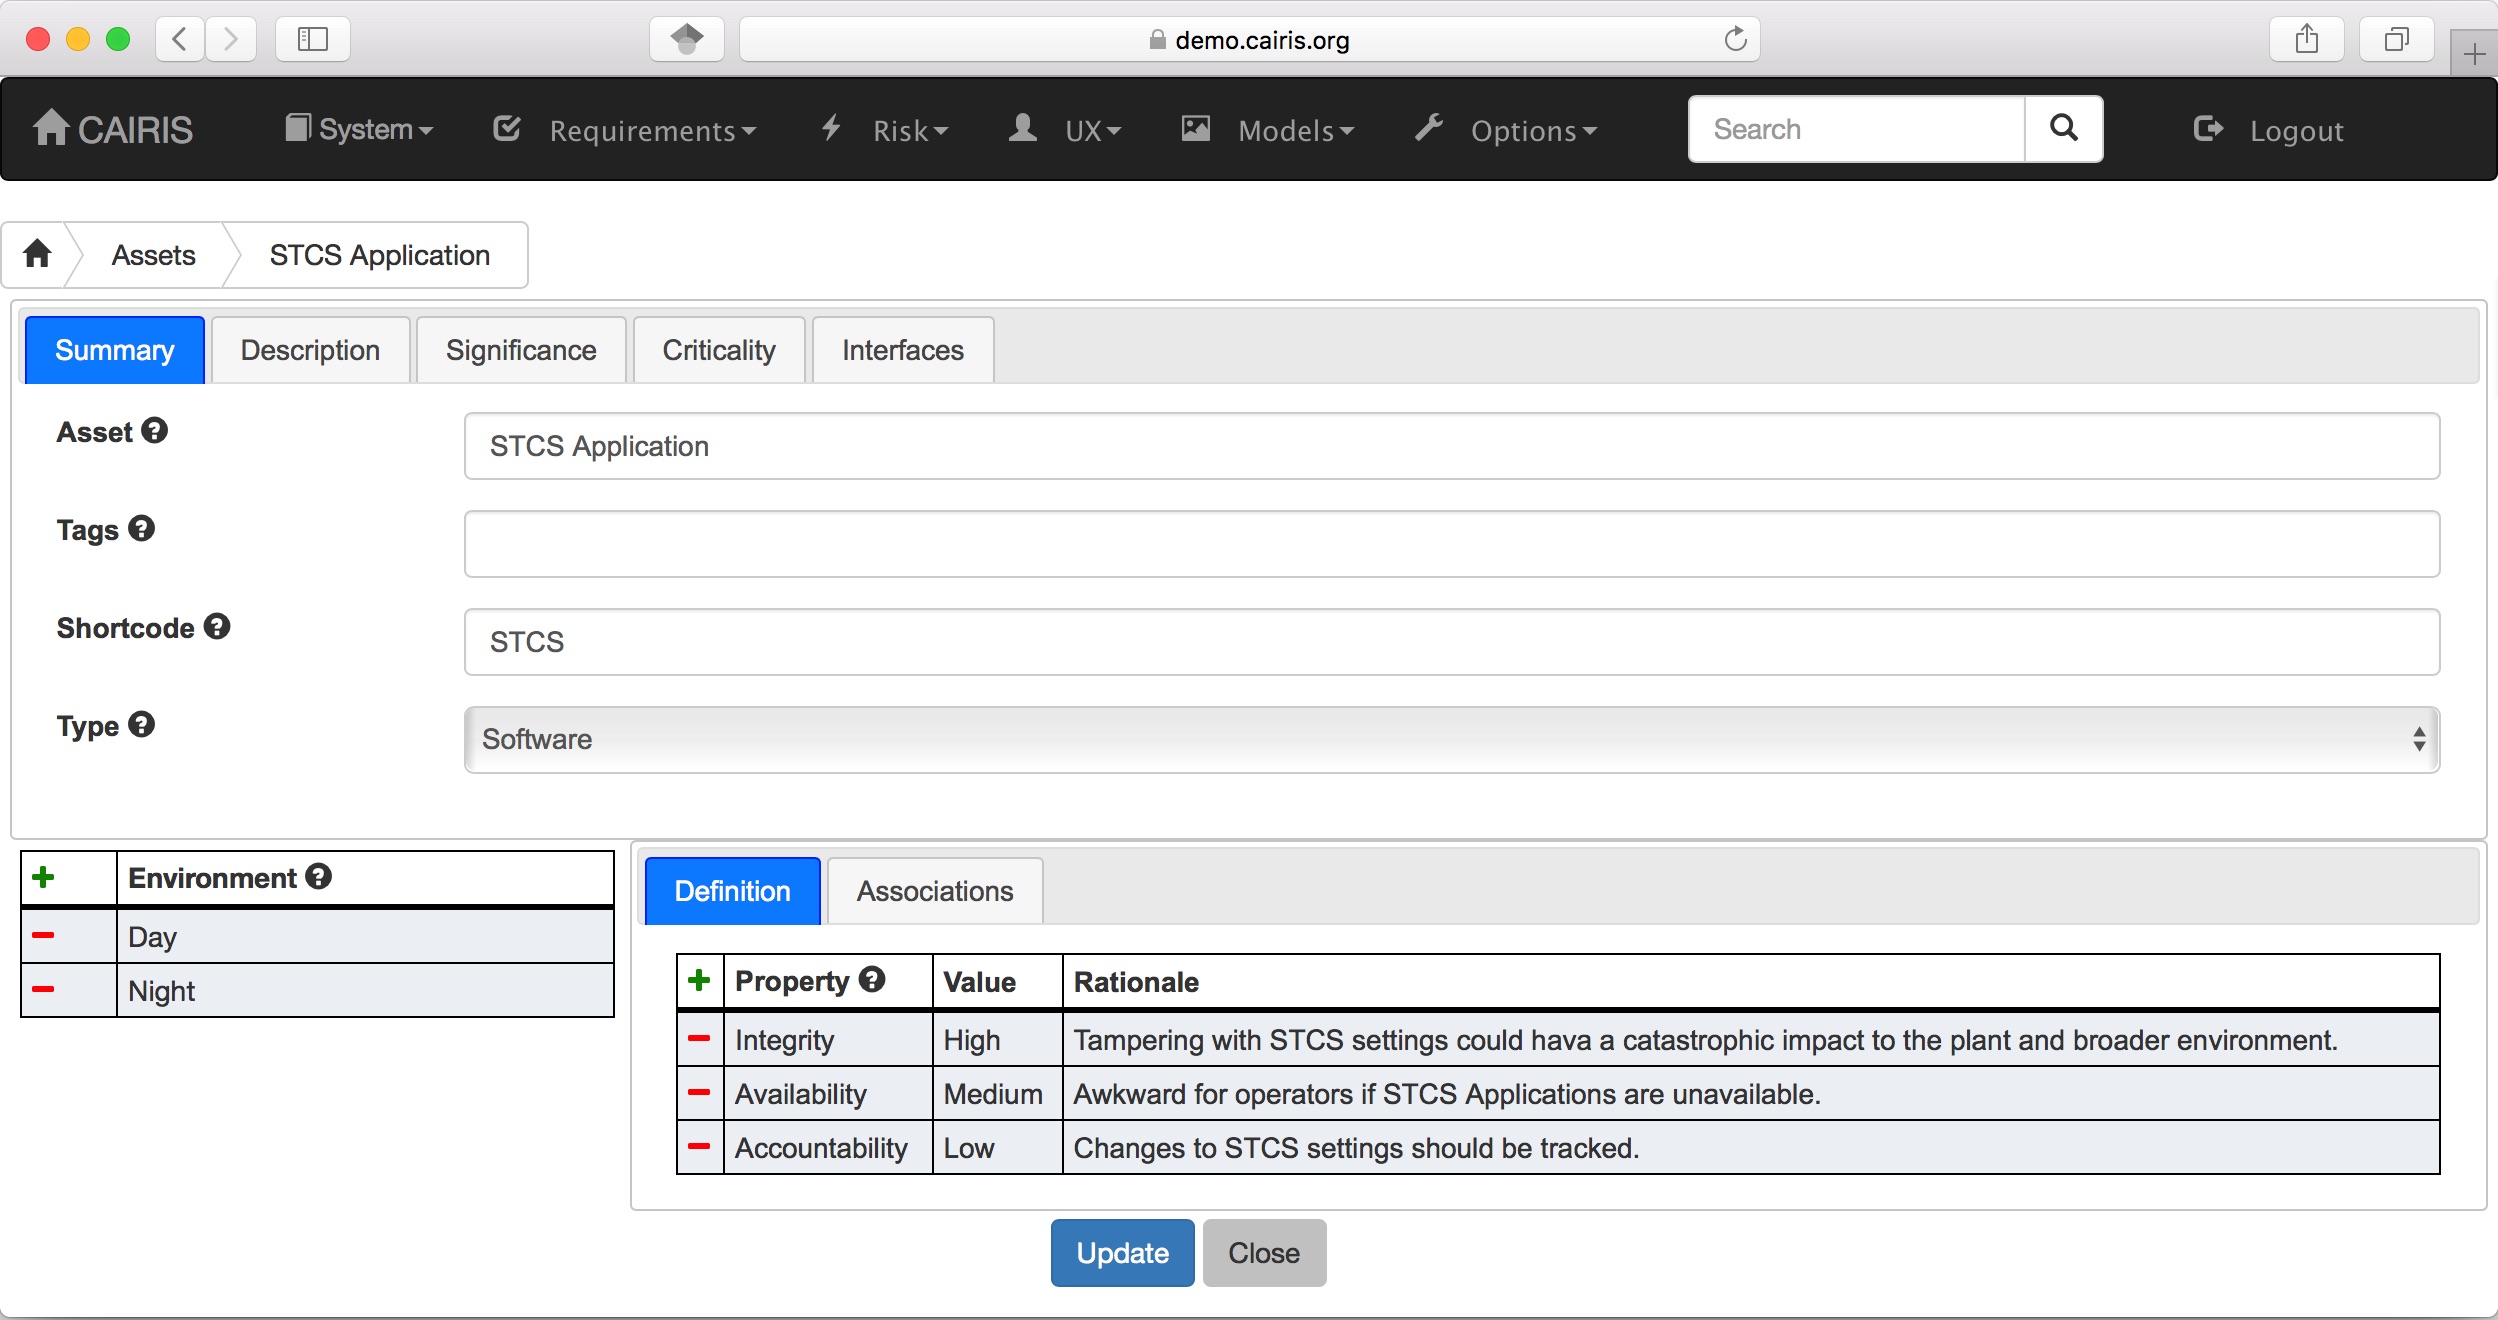 demo.cairis.org
CAIRIS System Requirements Risk UX Models Options Search Logout
Assets STCS Application
Summary Description Significance Criticality Interfaces
Asset STCS Application
Tags
Shortcode STCS
Type Software
Environment
Day
Night
Definition Associations
Property Value Rationale
Integrity High Tampering with STCS settings could hava a catastrophic impact to the plant and broader environment.
Availability Medium Awkward for operators if STCS Applications are unavailable.
Accountability Low Changes to STCS settings should be tracked.
Update Close